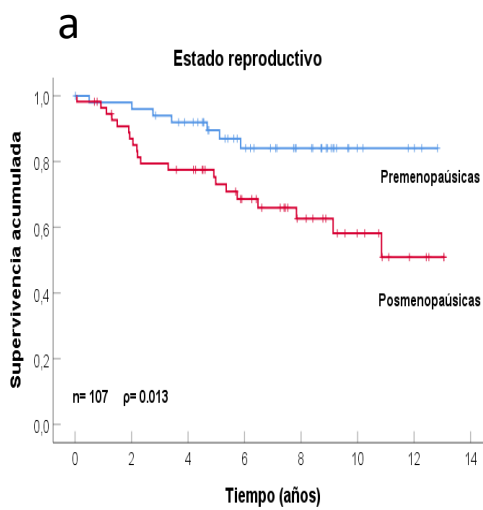 a
Estado reproductivo
Supervivencia acumulada
1,0
0,8
0,6
0,4
0,2
0,0
Premenopaúsicas
Posmenopaúsicas
n= 107 ρ= 0.013
0 2 4 6 8 10 12 14
Tiempo (años)